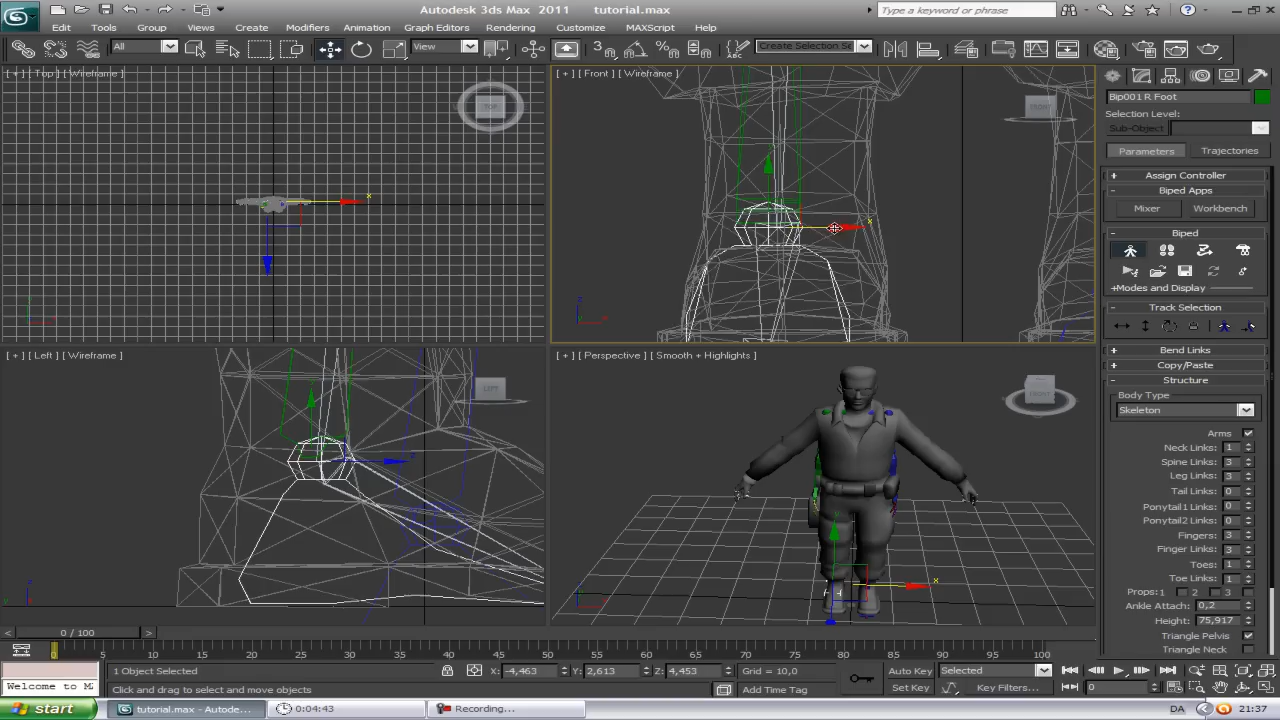 Autodesk 3ds Max 2011 tutorial.max
Type a keyword or phrase
Edit Tools Group Views Create Modifiers Animation Graph Editors Rendering Customize MAXScript Help
All
View
3
ABC
Create Selection Se
[ + ] [ Top ] [ Wireframe ]
TOP
x
[ + ] [ Front ] [ Wireframe ]
FRONT
x
[ + ] [ Left ] [ Wireframe ]
LEFT
[ + ] [ Perspective ] [ Smooth + Highlights ]
FRONT
x
Bip001 R Foot
Selection Level:
Sub-Object
Parameters Trajectories
+ Assign Controller
- Biped Apps
Mixer Workbench
- Biped
+Modes and Display
- Track Selection
+ Bend Links
+ Copy/Paste
- Structure
Body Type
Skeleton
Arms
Neck Links: 1
Spine Links: 3
Leg Links: 3
Tail Links: 0
Ponytail1 Links: 0
Ponytail2 Links: 0
Fingers: 3
Finger Links: 3
Toes: 1
Toe Links: 1
Props: 1 2 3
Ankle Attach: 0,2
Height: 75,917
Triangle Pelvis
Triangle Neck
< 0 / 100 >
0 5 10 15 20 25 30 35 40 45 50 55 60 65 70 75 80 85 90 95 100
1 Object Selected X: -4,463 Y: 2,613 Z: 4,453 Grid = 10,0 Auto Key Selected
Welcome to M
Click and drag to select and move objects Add Time Tag Set Key Key Filters... 0
start tutorial.max - Autode... 0:04:43 Recording... DA 21:37